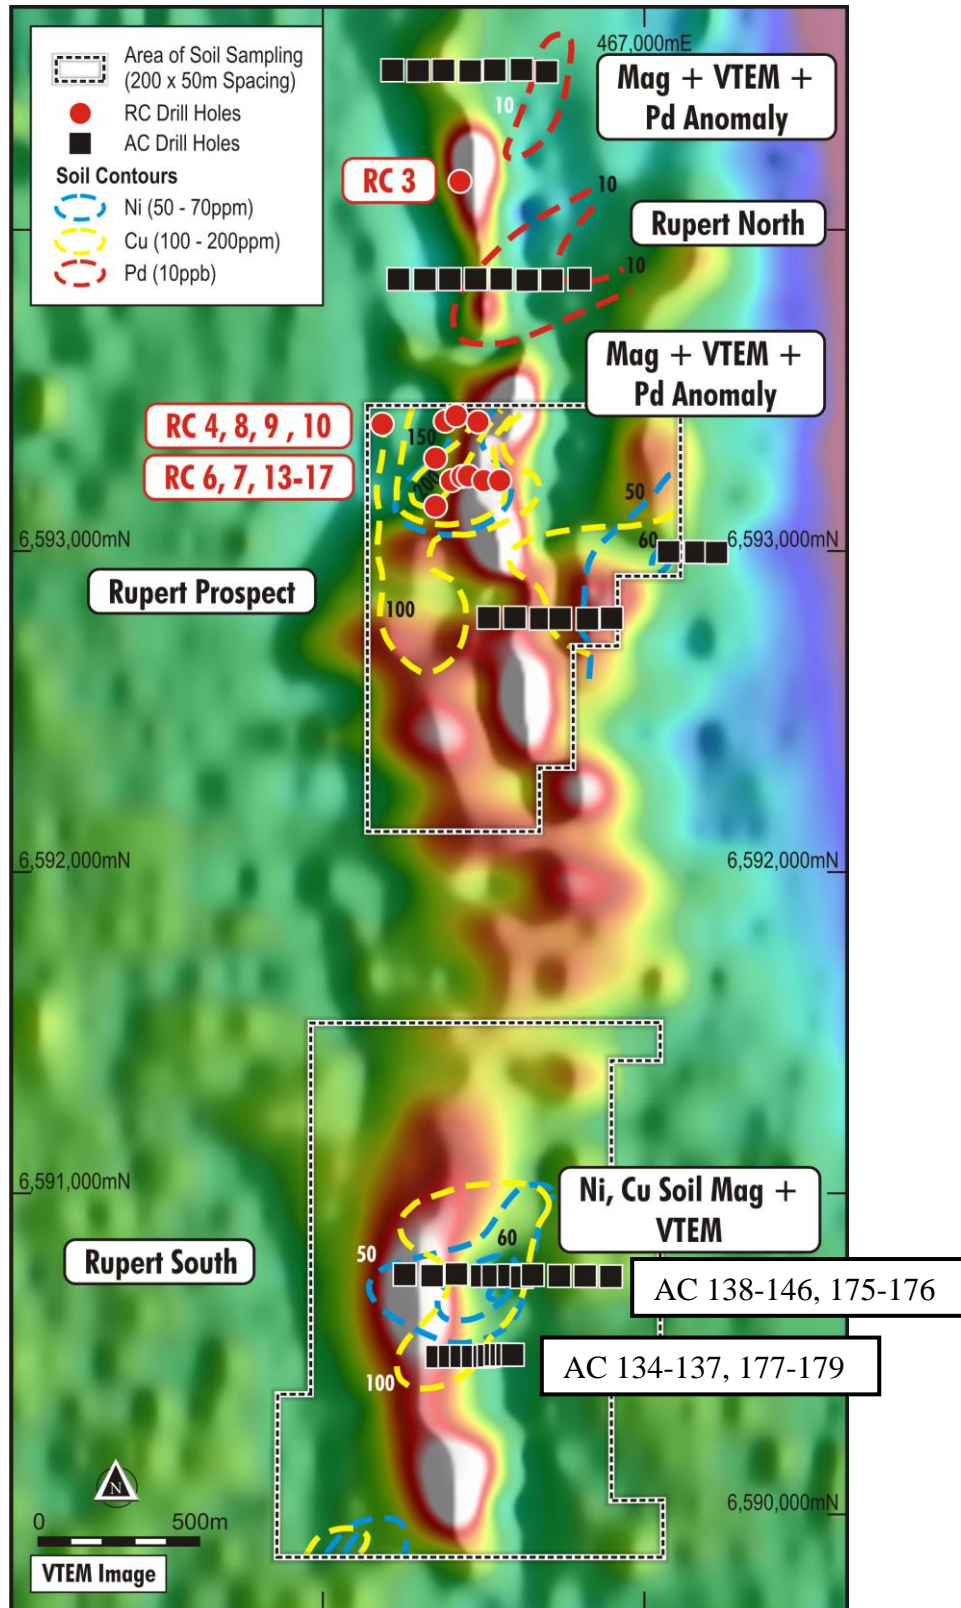 Area of Soil Sampling
(200 x 50m Spacing)
RC Drill Holes
AC Drill Holes
Soil Contours
Ni (50 - 70ppm)
Cu (100 - 200ppm)
Pd (10ppb)
467,000mE
Mag + VTEM +
Pd Anomaly
10
RC 3
10
Rupert North
10
Mag + VTEM +
Pd Anomaly
RC 4, 8, 9 , 10
150
RC 6, 7, 13-17
200
50
6,593,000mN
60
6,593,000mN
Rupert Prospect
100
6,592,000mN
6,592,000mN
6,591,000mN
Ni, Cu Soil Mag +
VTEM
60
50
Rupert South
AC 138-146, 175-176
AC 134-137, 177-179
100
N
6,590,000mN
0 500m
VTEM Image